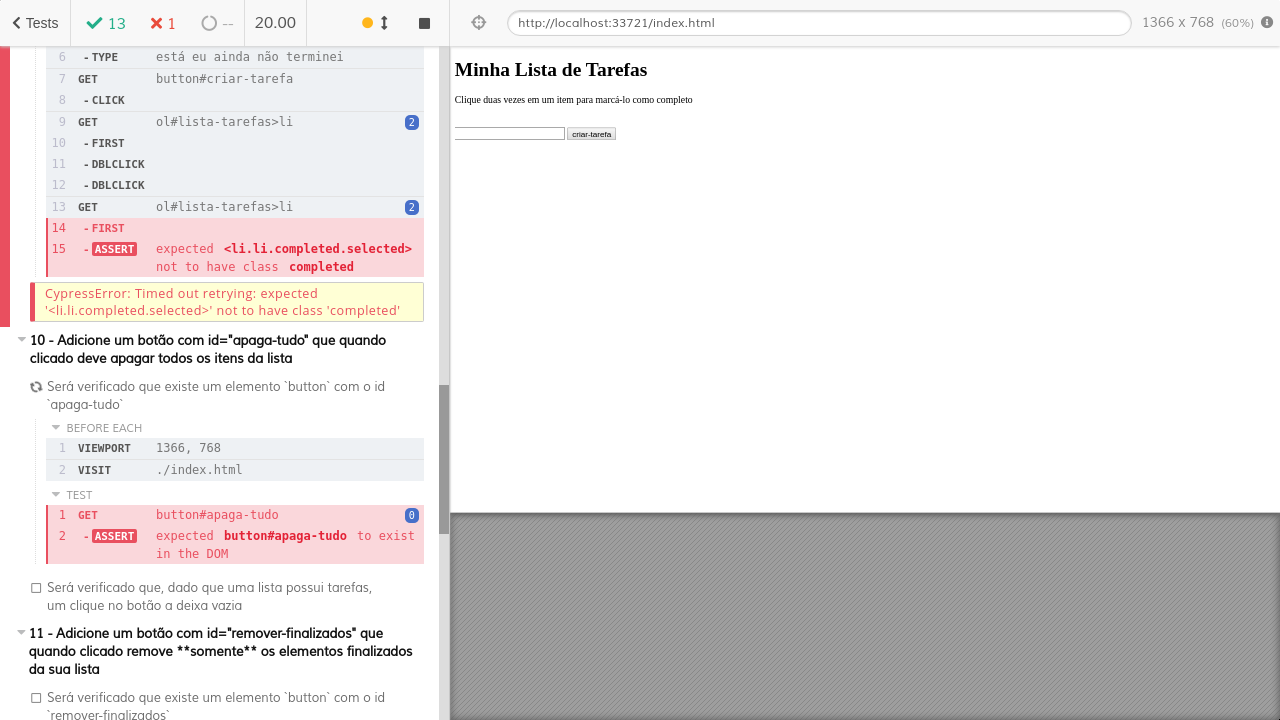 Tests
13
1
--
20.00
http://localhost:33721/index.html
1366 x 768 (60%)
6 - TYPE está eu ainda não terminei
7 GET button#criar-tarefa
8 - CLICK
9 GET ol#lista-tarefas>li 2
10 - FIRST
11 - DBLCLICK
12 - DBLCLICK
13 GET ol#lista-tarefas>li 2
14 - FIRST
15 - ASSERT expected <li.li.completed.selected>
not to have class completed
CypressError: Timed out retrying: expected
'<li.li.completed.selected>' not to have class 'completed'
10 - Adicione um botão com id="apaga-tudo" que quando
clicado deve apagar todos os itens da lista
Será verificado que existe um elemento `button` com o id
`apaga-tudo`
BEFORE EACH
1 VIEWPORT 1366, 768
2 VISIT ./index.html
TEST
1 GET button#apaga-tudo 0
2 - ASSERT expected button#apaga-tudo to exist
in the DOM
Será verificado que, dado que uma lista possui tarefas,
um clique no botão a deixa vazia
11 - Adicione um botão com id="remover-finalizados" que
quando clicado remove **somente** os elementos finalizados
da sua lista
Será verificado que existe um elemento `button` com o id
`remover-finalizados`
Minha Lista de Tarefas
Clique duas vezes em um item para marcá-lo como completo
criar-tarefa